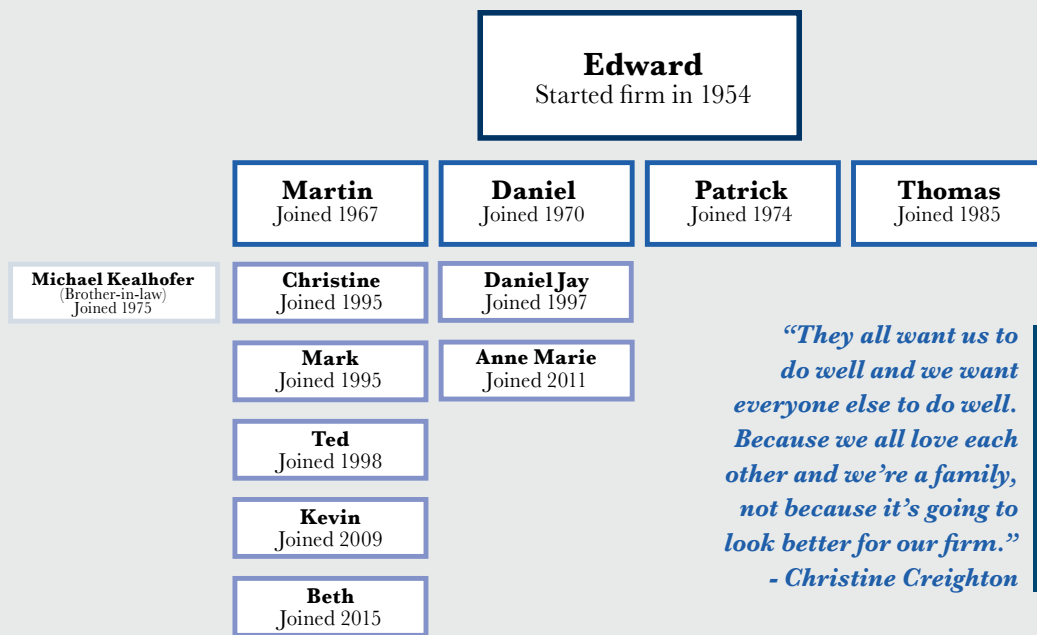 Edward
Started firm in 1954
Martin
Joined 1967
Daniel
Joined 1970
Patrick
Joined 1974
Thomas
Joined 1985
Michael Kealhofer
(Brother-in-law)
Joined 1975
Christine
Joined 1995
Daniel Jay
Joined 1997
Mark
Joined 1995
Anne Marie
Joined 2011
Ted
Joined 1998
Kevin
Joined 2009
Beth
Joined 2015
“They all want us to
do well and we want
everyone else to do well.
Because we all love each
other and we’re a family,
not because it’s going to
look better for our firm.”
- Christine Creighton